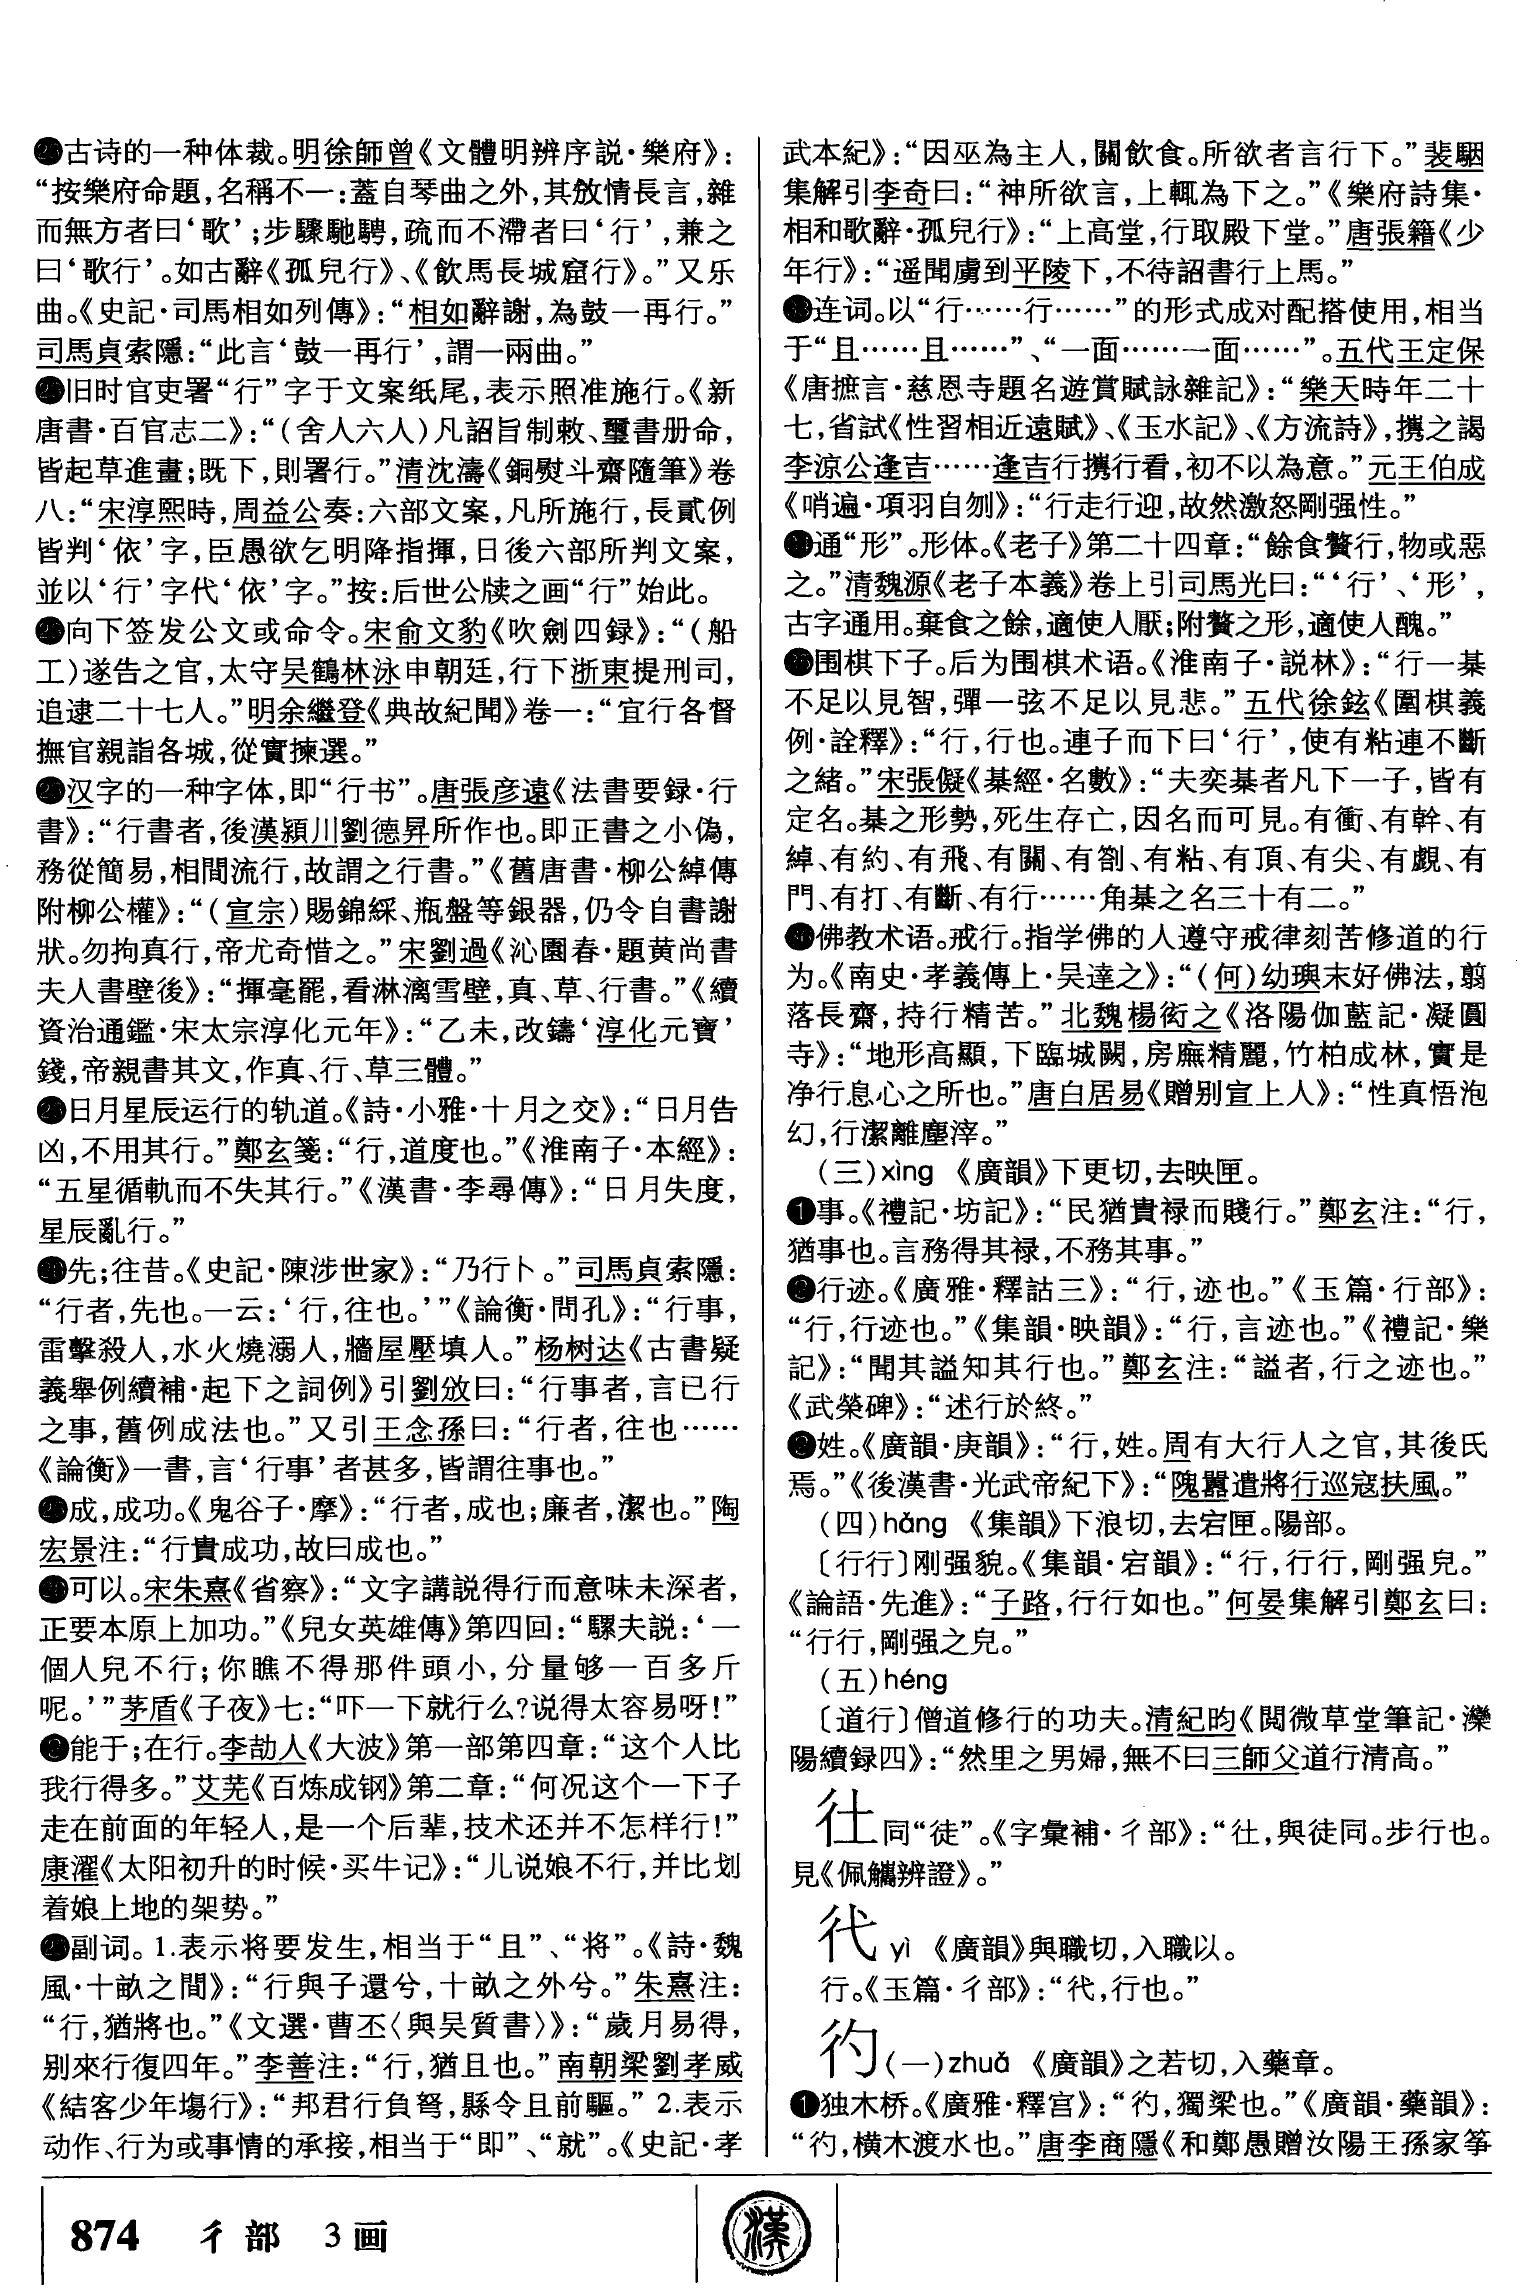 古诗的一种体裁。明徐師曾《文體明辨序説·樂府》：
“按樂府命題，名稱不一：蓋自琴曲之外，其放情長言，雜
而無方者曰‘歌’；步驟馳騁，疏而不滯者曰‘行’，兼之
曰‘歌行’。如古辭《孤兒行》、《飲馬長城窟行》。”又乐
曲。《史記·司馬相如列傳》：“相如辭謝，為鼓一再行。”
司馬貞索隱：“此言‘鼓一再行’，謂一兩曲。”
旧时官吏署“行”字于文案纸尾，表示照准施行。《新
唐書·百官志二》：“（舍人六人）凡詔旨制敕、璽書册命，
皆起草進畫；既下，則署行。”清沈濤《銅熨斗齋隨筆》卷
八：“宋淳熙時，周益公奏：六部文案，凡所施行，長貳例
皆判‘依’字，臣愚欲乞明降指揮，日後六部所判文案，
並以‘行’字代‘依’字。”按：后世公牍之画“行”始此。
向下签发公文或命令。宋俞文豹《吹劍四録》：“（船
工）遂告之官，太守吴鶴林泳申朝廷，行下浙東提刑司，
追逮二十七人。”明余繼登《典故紀聞》卷一：“宜行各督
撫官親詣各城，從實揀選。”
汉字的一种字体，即“行书”。唐張彦遠《法書要録·行
書》：“行書者，後漢潁川劉德昇所作也。即正書之小偽，
務從簡易，相間流行，故謂之行書。”《舊唐書·柳公綽傳
附柳公權》：“（宣宗）賜錦綵、瓶盤等銀器，仍令自書謝
狀。勿拘真行，帝尤奇惜之。”宋劉過《沁園春·題黄尚書
夫人書壁後》：“揮毫罷，看淋漓雪壁，真、草、行書。”《續
資治通鑑·宋太宗淳化元年》：“乙未，改鑄‘淳化元寶’
錢，帝親書其文，作真、行、草三體。”
日月星辰运行的轨道。《詩·小雅·十月之交》：“日月告
凶，不用其行。”鄭玄箋：“行，道度也。”《淮南子·本經》：
“五星循軌而不失其行。”《漢書·李尋傳》：“日月失度，
星辰亂行。”
先；往昔。《史記·陳涉世家》：“乃行卜。”司馬貞索隱：
“行者，先也。一云：‘行，往也。’”《論衡·問孔》：“行事，
雷擊殺人，水火燒溺人，牆屋壓填人。”杨树达《古書疑
義舉例續補·起下之詞例》引劉攽曰：“行事者，言已行
之事，舊例成法也。”又引王念孫曰：“行者，往也……
《論衡》一書，言‘行事’者甚多，皆謂往事也。”
成，成功。《鬼谷子·摩》：“行者，成也；廉者，潔也。”陶
宏景注：“行貴成功，故曰成也。”
可以。宋朱熹《省察》：“文字講説得行而意味未深者，
正要本原上加功。”《兒女英雄傳》第四回：“騾夫説：‘一
個人兒不行；你瞧不得那件頭小，分量够一百多斤
呢。’”茅盾《子夜》七：“吓一下就行么？说得太容易呀！”
能于；在行。李劼人《大波》第一部第四章：“这个人比
我行得多。”艾芜《百炼成钢》第二章：“何况这个一下子
走在前面的年轻人，是一个后辈，技术还并不怎样行！”
康濯《太阳初升的时候·买牛记》：“儿说娘不行，并比划
着娘上地的架势。”
副词。1.表示将要发生，相当于“且”、“将”。《詩·魏
風·十畝之間》：“行與子還兮，十畝之外兮。”朱熹注：
“行，猶將也。”《文選·曹丕〈與吴質書〉》：“歲月易得，
别來行復四年。”李善注：“行，猶且也。”南朝梁劉孝威
《結客少年場行》：“邦君行負弩，縣令且前驅。”2.表示
动作、行为或事情的承接，相当于“即”、“就”。《史記·孝
武本紀》：“因巫為主人，關飲食。所欲者言行下。”裴駰
集解引李奇曰：“神所欲言，上輒為下之。”《樂府詩集·
相和歌辭·孤兒行》：“上高堂，行取殿下堂。”唐張籍《少
年行》：“遥聞虜到平陵下，不待詔書行上馬。”
连词。以“行……行……”的形式成对配搭使用，相当
于“且……且……”、“一面……一面……”。五代王定保
《唐摭言·慈恩寺題名遊賞賦詠雜記》：“樂天時年二十
七，省試《性習相近遠賦》、《玉水記》、《方流詩》，携之謁
李涼公逢吉……逢吉行携行看，初不以為意。”元王伯成
《哨遍·項羽自刎》：“行走行迎，故然激怒剛强性。”
通“形”。形体。《老子》第二十四章：“餘食贅行，物或惡
之。”清魏源《老子本義》卷上引司馬光曰：“‘行’、‘形’，
古字通用。棄食之餘，適使人厭；附贅之形，適使人醜。”
围棋下子。后为围棋术语。《淮南子·説林》：“行一棊
不足以見智，彈一弦不足以見悲。”五代徐鉉《圍棋義
例·詮釋》：“行，行也。連子而下曰‘行’，使有粘連不斷
之緒。”宋張儗《棊經·名數》：“夫奕棊者凡下一子，皆有
定名。棊之形勢，死生存亡，因名而可見。有衝、有幹、有
綽、有約、有飛、有關、有劄、有粘、有頂、有尖、有覷、有
門、有打、有斷、有行……角棊之名三十有二。”
佛教术语。戒行。指学佛的人遵守戒律刻苦修道的行
为。《南史·孝義傳上·吴達之》：“（何）幼璵末好佛法，翦
落長齋，持行精苦。”北魏楊衒之《洛陽伽藍記·凝圓
寺》：“地形高顯，下臨城闕，房廡精麗，竹柏成林，實是
净行息心之所也。”唐白居易《贈别宣上人》：“性真悟泡
幻，行潔離塵滓。”
（三）xìng 《廣韻》下更切，去映匣。
❶事。《禮記·坊記》：“民猶貴禄而賤行。”鄭玄注：“行，
猶事也。言務得其禄，不務其事。”
❷行迹。《廣雅·釋詁三》：“行，迹也。”《玉篇·行部》：
“行，行迹也。”《集韻·映韻》：“行，言迹也。”《禮記·樂
記》：“聞其謚知其行也。”鄭玄注：“謚者，行之迹也。”
《武榮碑》：“述行於終。”
❸姓。《廣韻·庚韻》：“行，姓。周有大行人之官，其後氏
焉。”《後漢書·光武帝紀下》：“隗囂遣將行巡寇扶風。”
（四）hàng 《集韻》下浪切，去宕匣。陽部。
〔行行〕刚强貌。《集韻·宕韻》：“行，行行，剛强皃。”
《論語·先進》：“子路，行行如也。”何晏集解引鄭玄曰：
“行行，剛强之皃。”
（五）héng
〔道行〕僧道修行的功夫。清紀昀《閲微草堂筆記·灤
陽續録四》：“然里之男婦，無不曰三師父道行清高。”
𢓇同“徒”。《字彙補·彳部》：“𢓇，與徒同。步行也。
見《佩觿辨證》。”
㣤 yì 《廣韻》與職切，入職以。
行。《玉篇·彳部》：“㣤，行也。”
彴（一）zhuó 《廣韻》之若切，入藥章。
❶独木桥。《廣雅·釋宫》：“彴，獨梁也。”《廣韻·藥韻》：
“彴，横木渡水也。”唐李商隱《和鄭愚贈汝陽王孫家筝
874 彳部 3画
漢